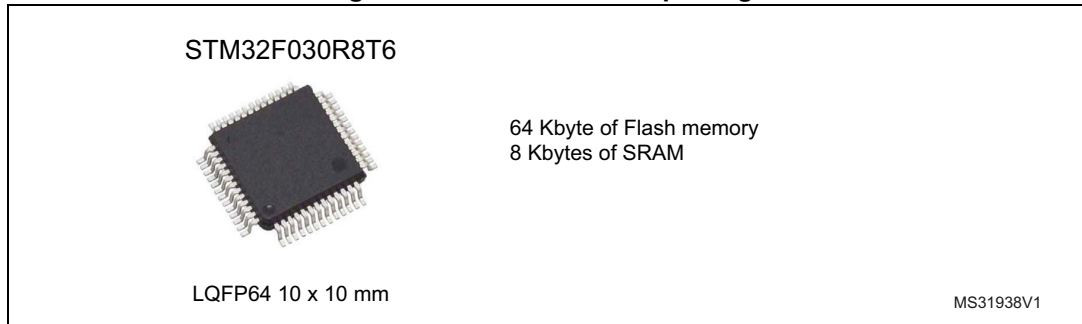 STM32F030R8T6
64 Kbyte of Flash memory
8 Kbytes of SRAM
LQFP64 10 x 10 mm
MS31938V1